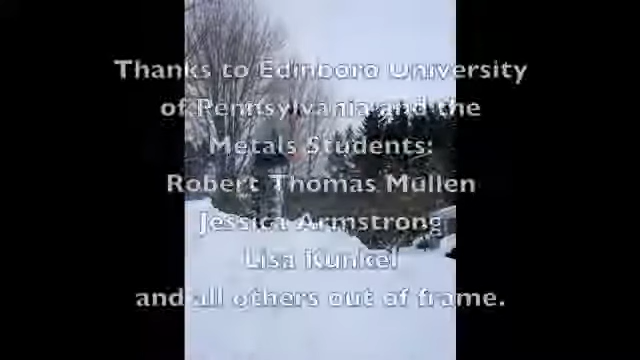 Thanks to Edinboro University
of Pennsylvania and the
Metals Students:
Robert Thomas Mullen
Jessica Armstrong
Lisa Kunkel
and all others out of frame.